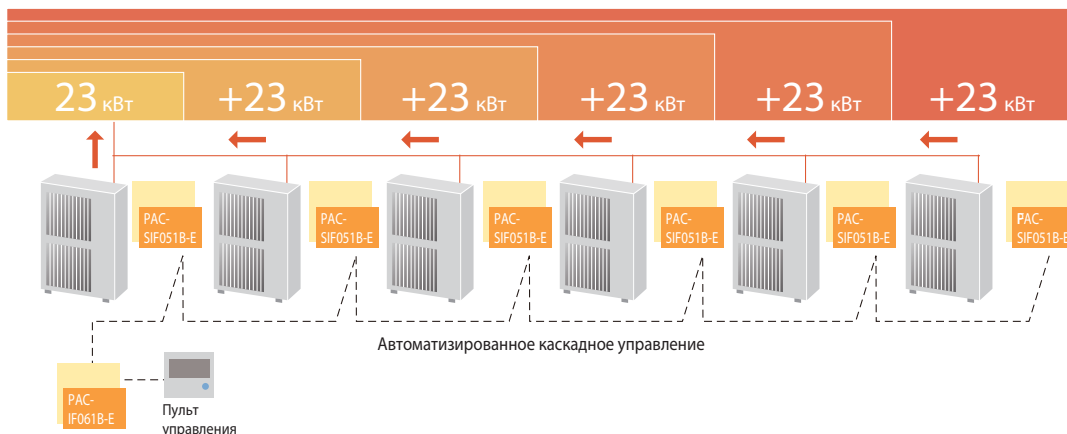 23 кВт +23 кВт +23 кВт +23 кВт +23 кВт +23 кВт
PAC-
SIF051B-E
PAC-
SIF051B-E
PAC-
SIF051B-E
PAC-
SIF051B-E
PAC-
SIF051B-E
PAC-
SIF051B-E
Автоматизированное каскадное управление
PAC-
IF061B-E
Пульт
управления